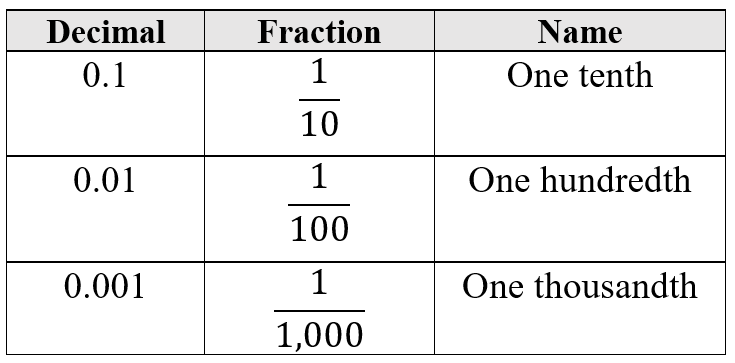 Decimal Fraction Name
0.1 1/10 One tenth
0.01 1/100 One hundredth
0.001 1/1,000 One thousandth